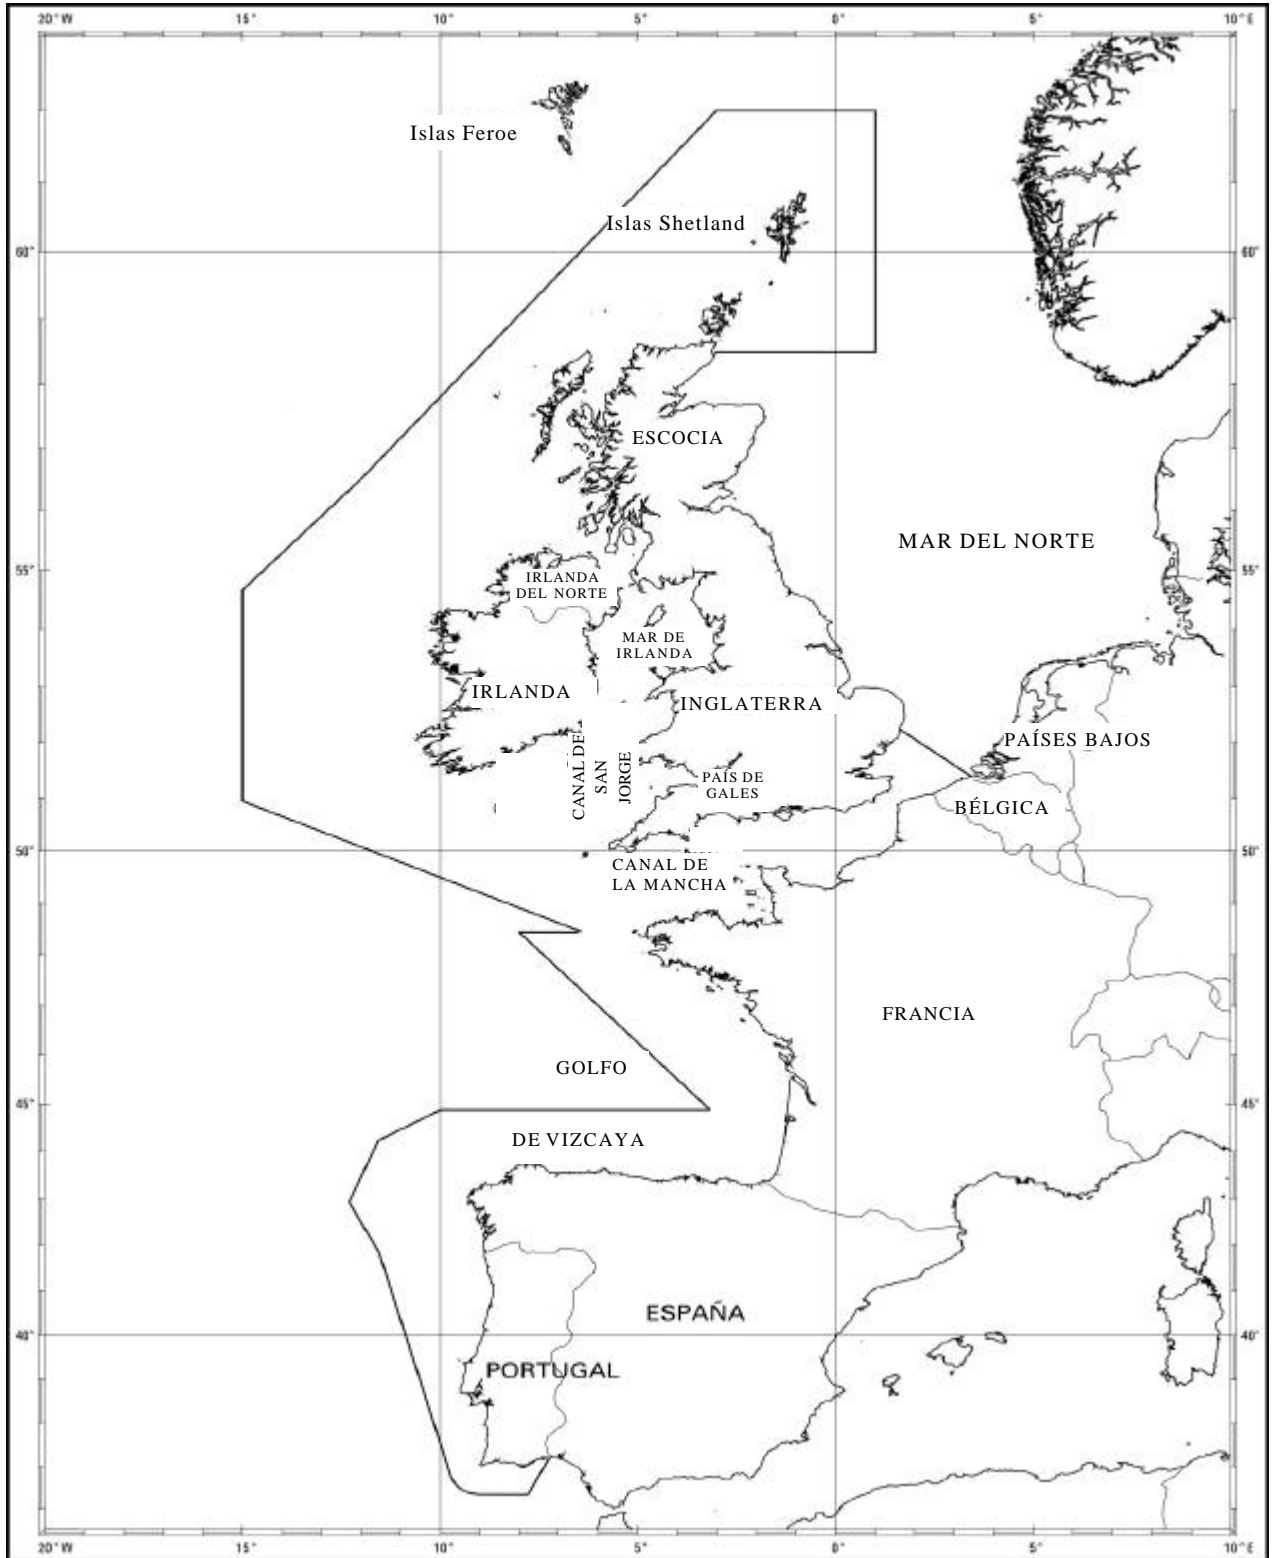 20°W 15° 10° 5° 0° 5° 10°E
Islas Feroe
Islas Shetland
60° 60°
ESCOCIA
MAR DEL NORTE
55° 55°
IRLANDA
DEL NORTE
MAR DE
IRLANDA
IRLANDA
INGLATERRA
CANAL DE
SAN
JORGE
PAÍSES BAJOS
PAÍS DE
GALES
BÉLGICA
50° 50°
CANAL DE
LA MANCHA
FRANCIA
GOLFO
45° 45°
DE VIZCAYA
ESPAÑA
40° 40°
PORTUGAL
20°W 15° 10° 5° 0° 5° 10°E